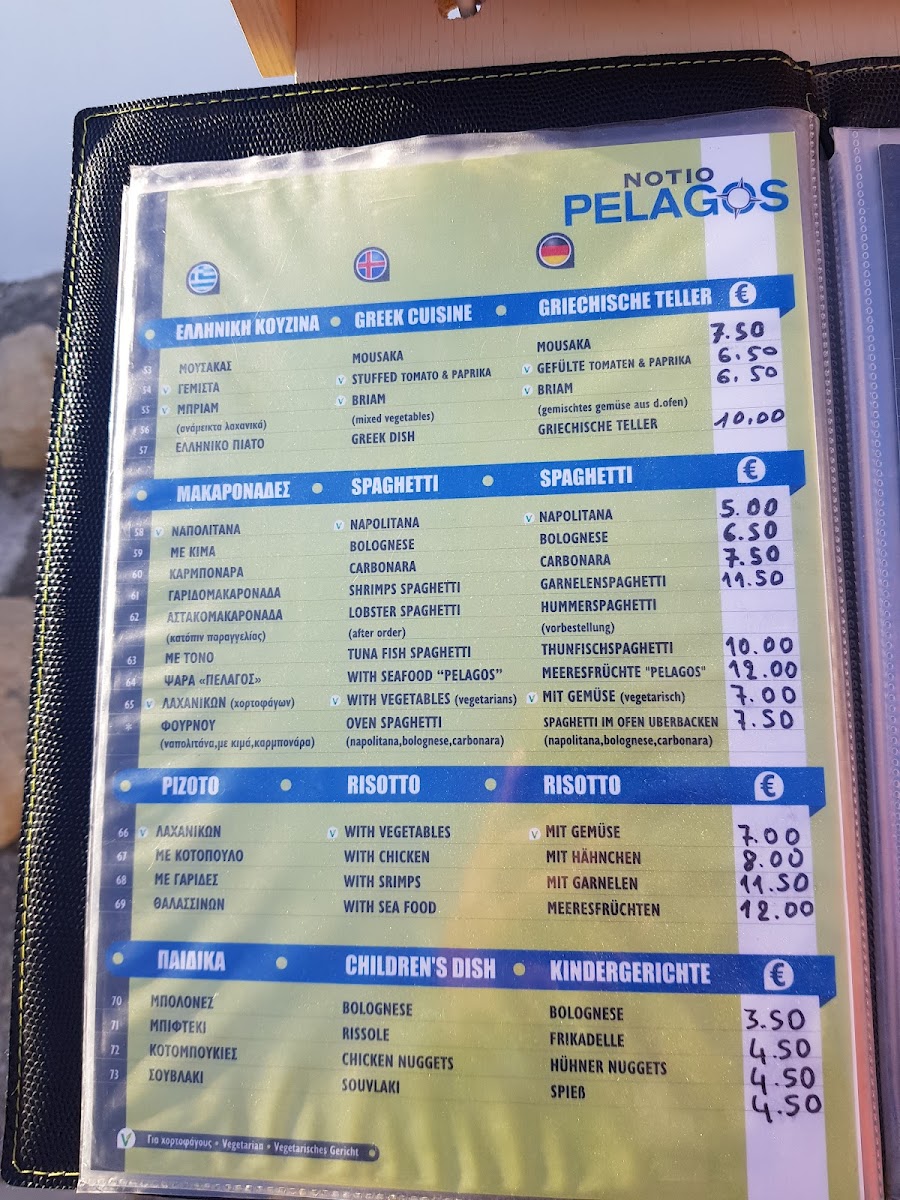 NOTIO
PELAGOS
ΕΛΛΗΝΙΚΗ ΚΟΥΖΙΝΑ GREEK CUISINE GRIECHISCHE TELLER €
53 ΜΟΥΣΑΚΑΣ MOUSAKA MOUSAKA 7.50
54 V ΓΕΜΙΣΤΑ V STUFFED TOMATO & PAPRIKA V GEFÜLTE TOMATEN & PAPRIKA 6.50
55 V ΜΠΡΙΑΜ V BRIAM V BRIAM 6.50
56 (ανάμεικτα λαχανικά) (mixed vegetables) (gemischtes gemüse aus d.ofen)
57 ΕΛΛΗΝΙΚΟ ΠΙΑΤΟ GREEK DISH GRIECHISCHE TELLER 10.00
ΜΑΚΑΡΟΝΑΔΕΣ SPAGHETTI SPAGHETTI €
58 V ΝΑΠΟΛΙΤΑΝΑ V NAPOLITANA V NAPOLITANA 5.00
59 ΜΕ ΚΙΜΑ BOLOGNESE BOLOGNESE 6.50
60 ΚΑΡΜΠΟΝΑΡΑ CARBONARA CARBONARA 7.50
61 ΓΑΡΙΔΟΜΑΚΑΡΟΝΑΔΑ SHRIMPS SPAGHETTI GARNELENSPAGHETTI 11.50
62 ΑΣΤΑΚΟΜΑΚΑΡΟΝΑΔΑ LOBSTER SPAGHETTI HUMMERSPAGHETTI
(κατόπιν παραγγελίας) (after order) (vorbestellung)
63 ΜΕ ΤΟΝΟ TUNA FISH SPAGHETTI THUNFISCHSPAGHETTI 10.00
64 ΨΑΡΑ «ΠΕΛΑΓΟΣ» WITH SEAFOOD “PELAGOS” MEERESFRÜCHTE "PELAGOS" 12.00
65 V ΛΑΧΑΝΙΚΩΝ (χορτοφάγων) V WITH VEGETABLES (vegetarians) V MIT GEMÜSE (vegetarisch) 7.00
* ΦΟΥΡΝΟΥ OVEN SPAGHETTI SPAGHETTI IM OFEN UBERBACKEN 7.50
(ναπολιτάνα,με κιμά,καρμπονάρα) (napolitana,bolognese,carbonara) (napolitana,bolognese,carbonara)
ΡΙΖΟΤΟ RISOTTO RISOTTO €
66 V ΛΑΧΑΝΙΚΩΝ V WITH VEGETABLES V MIT GEMÜSE 7.00
67 ΜΕ ΚΟΤΟΠΟΥΛΟ WITH CHICKEN MIT HÄHNCHEN 8.00
68 ΜΕ ΓΑΡΙΔΕΣ WITH SRIMPS MIT GARNELEN 11.50
69 ΘΑΛΑΣΣΙΝΩΝ WITH SEA FOOD MEERESFRÜCHTEN 12.00
ΠΑΙΔΙΚΑ CHILDREN'S DISH KINDERGERICHTE €
70 ΜΠΟΛΟΝΕΖ BOLOGNESE BOLOGNESE 3.50
71 ΜΠΙΦΤΕΚΙ RISSOLE FRIKADELLE 4.50
72 ΚΟΤΟΜΠΟΥΚΙΕΣ CHICKEN NUGGETS HÜHNER NUGGETS 4.50
73 ΣΟΥΒΛΑΚΙ SOUVLAKI SPIEß 4.50
V Για χορτοφάγους • Vegetarian • Vegetarisches Gericht